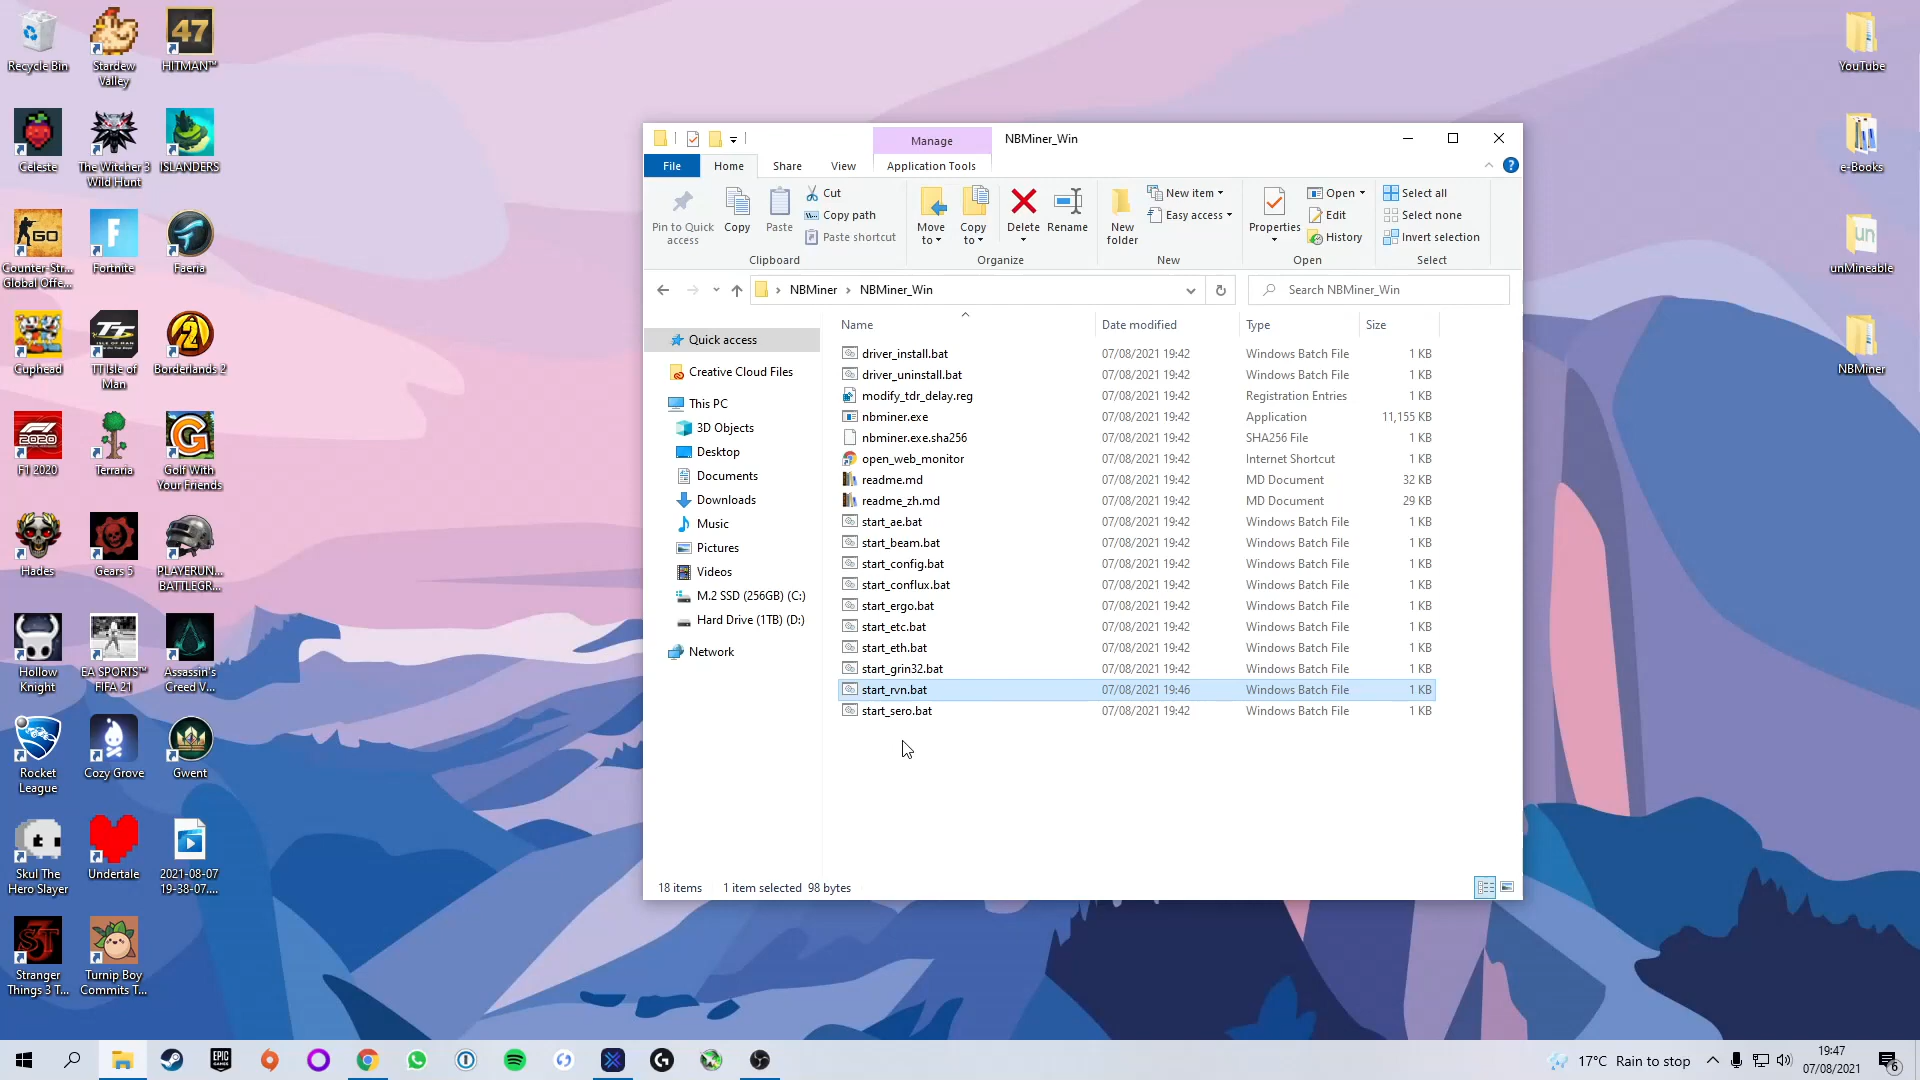 Recycle Bin
Stardew
Valley
HITMAN™
Celeste
The Witcher 3
Wild Hunt
ISLANDERS
Counter-Str...
Global Offe...
Fortnite
Faeria
Cuphead
TT Isle of
Man
Borderlands 2
F1 2020
Terraria
Golf With
Your Friends
Hades
Gears 5
PLAYERUN...
BATTLEGR...
Hollow
Knight
EA SPORTS™
FIFA 21
Assassin's
Creed V...
Rocket
League
Cozy Grove
Gwent
Skul The
Hero Slayer
Undertale
2021-08-07
19-38-07....
Stranger
Things 3 T...
Turnip Boy
Commits T...
YouTube
e-Books
unMineable
NBMiner
Manage
NBMiner_Win
File
Home
Share
View
Application Tools
Pin to Quick
access
Copy
Paste
Cut
Copy path
Paste shortcut
Clipboard
Move
to
Copy
to
Delete
Rename
Organize
New
folder
New item
Easy access
New
Properties
Open
Edit
History
Open
Select all
Select none
Invert selection
Select
NBMiner
NBMiner_Win
Search NBMiner_Win
Quick access
Creative Cloud Files
This PC
3D Objects
Desktop
Documents
Downloads
Music
Pictures
Videos
M.2 SSD (256GB) (C:)
Hard Drive (1TB) (D:)
Network
Name Date modified Type Size
driver_install.bat 07/08/2021 19:42 Windows Batch File 1 KB
driver_uninstall.bat 07/08/2021 19:42 Windows Batch File 1 KB
modify_tdr_delay.reg 07/08/2021 19:42 Registration Entries 1 KB
nbminer.exe 07/08/2021 19:42 Application 11,155 KB
nbminer.exe.sha256 07/08/2021 19:42 SHA256 File 1 KB
open_web_monitor 07/08/2021 19:42 Internet Shortcut 1 KB
readme.md 07/08/2021 19:42 MD Document 32 KB
readme_zh.md 07/08/2021 19:42 MD Document 29 KB
start_ae.bat 07/08/2021 19:42 Windows Batch File 1 KB
start_beam.bat 07/08/2021 19:42 Windows Batch File 1 KB
start_config.bat 07/08/2021 19:42 Windows Batch File 1 KB
start_conflux.bat 07/08/2021 19:42 Windows Batch File 1 KB
start_ergo.bat 07/08/2021 19:42 Windows Batch File 1 KB
start_etc.bat 07/08/2021 19:42 Windows Batch File 1 KB
start_eth.bat 07/08/2021 19:42 Windows Batch File 1 KB
start_grin32.bat 07/08/2021 19:42 Windows Batch File 1 KB
start_rvn.bat 07/08/2021 19:46 Windows Batch File 1 KB
start_sero.bat 07/08/2021 19:42 Windows Batch File 1 KB
18 items 1 item selected 98 bytes
17°C Rain to stop
19:47
07/08/2021
6